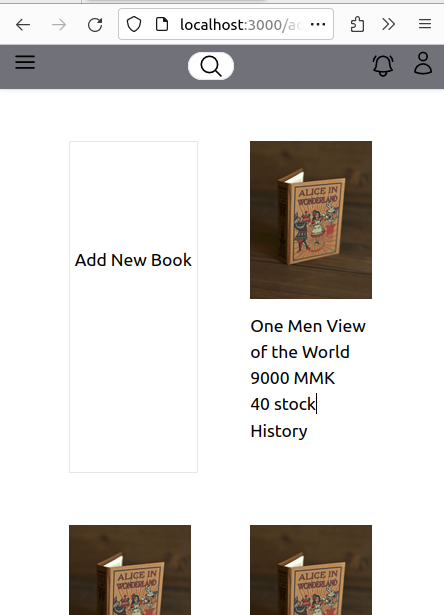 localhost:3000/ad
Add New Book
ALICE IN
WONDERLAND
One Men View
of the World
9000 MMK
40 stock
History
ALICE IN
WONDERLAND
ALICE IN
WONDERLAND